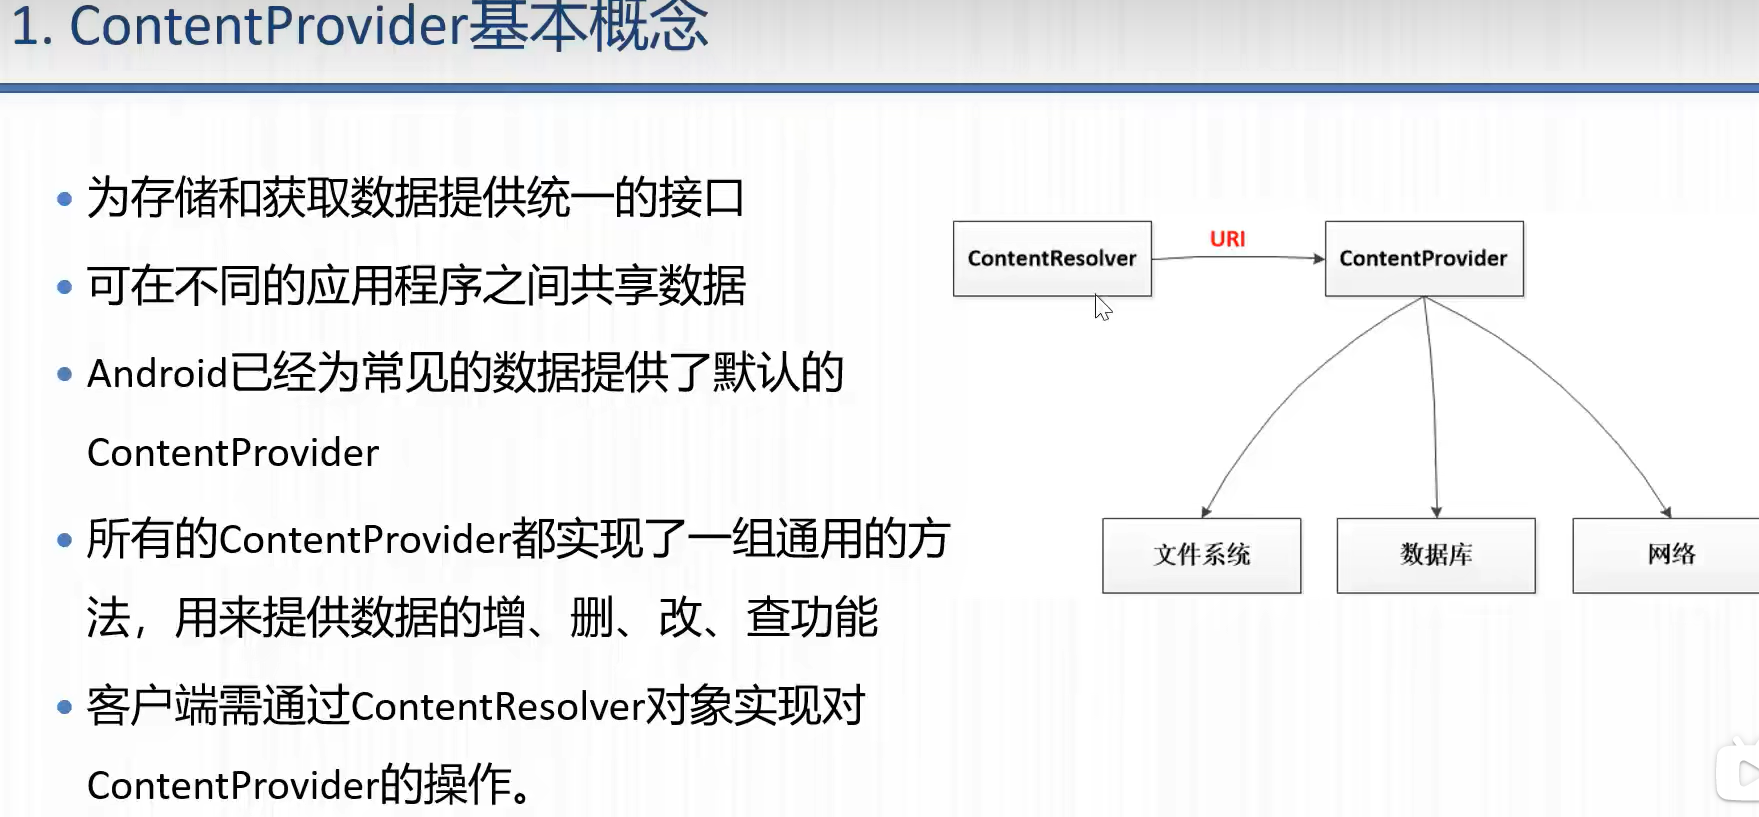 1. ContentProvider基本概念
为存储和获取数据提供统一的接口
可在不同的应用程序之间共享数据
Android已经为常见的数据提供了默认的
ContentProvider
所有的ContentProvider都实现了一组通用的方
法，用来提供数据的增、删、改、查功能
客户端需通过ContentResolver对象实现对
ContentProvider的操作。
ContentResolver
URI
ContentProvider
文件系统
数据库
网络